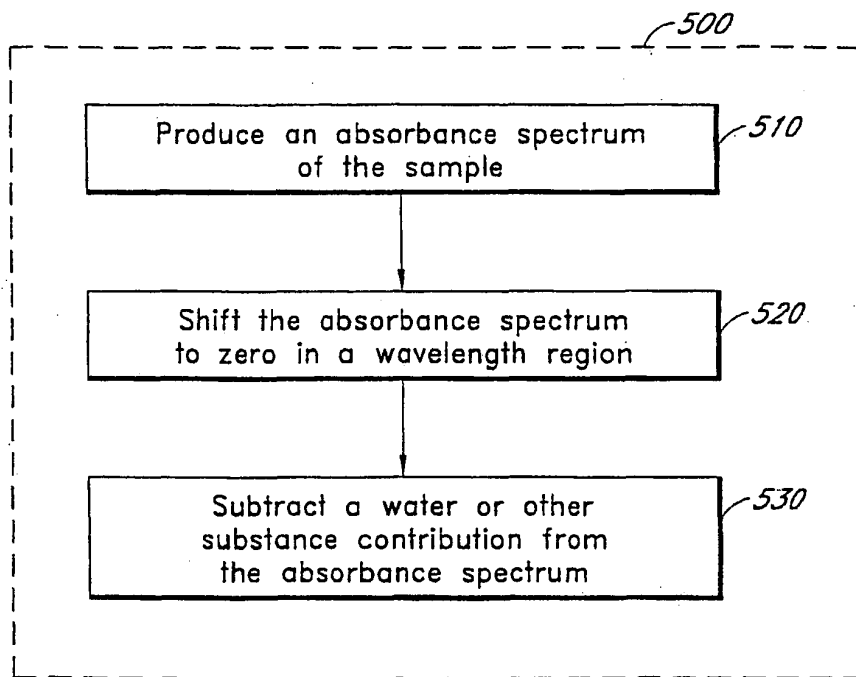 500
Produce an absorbance spectrum
of the sample
510
Shift the absorbance spectrum
to zero in a wavelength region
520
Subtract a water or other
substance contribution from
the absorbance spectrum
530